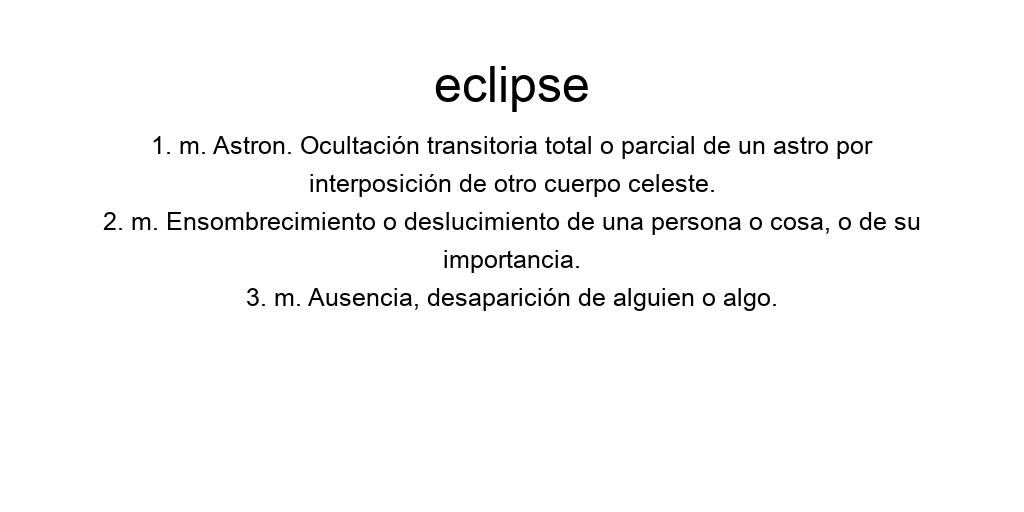 eclipse
1. m. Astron. Ocultación transitoria total o parcial de un astro por
interposición de otro cuerpo celeste.
2. m. Ensombrecimiento o deslucimiento de una persona o cosa, o de su
importancia.
3. m. Ausencia, desaparición de alguien o algo.